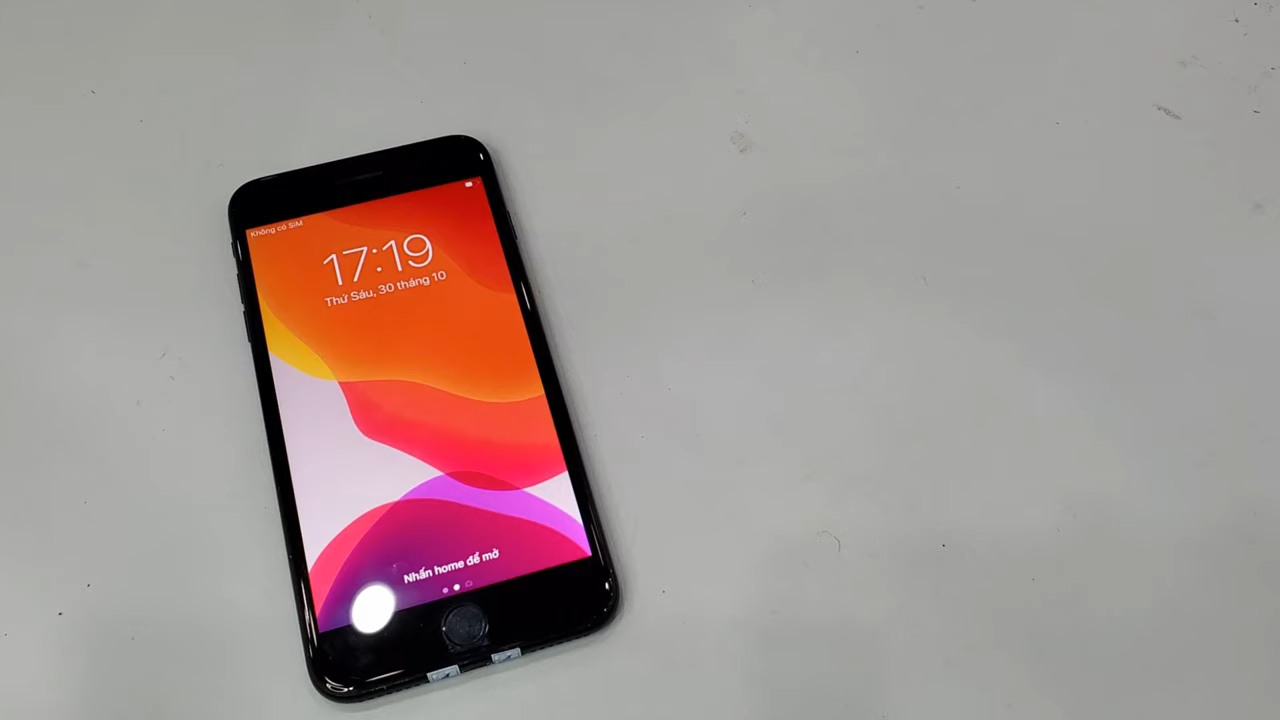 Không có SIM
17:19
Thứ Sáu, 30 tháng 10
Nhấn home để mở